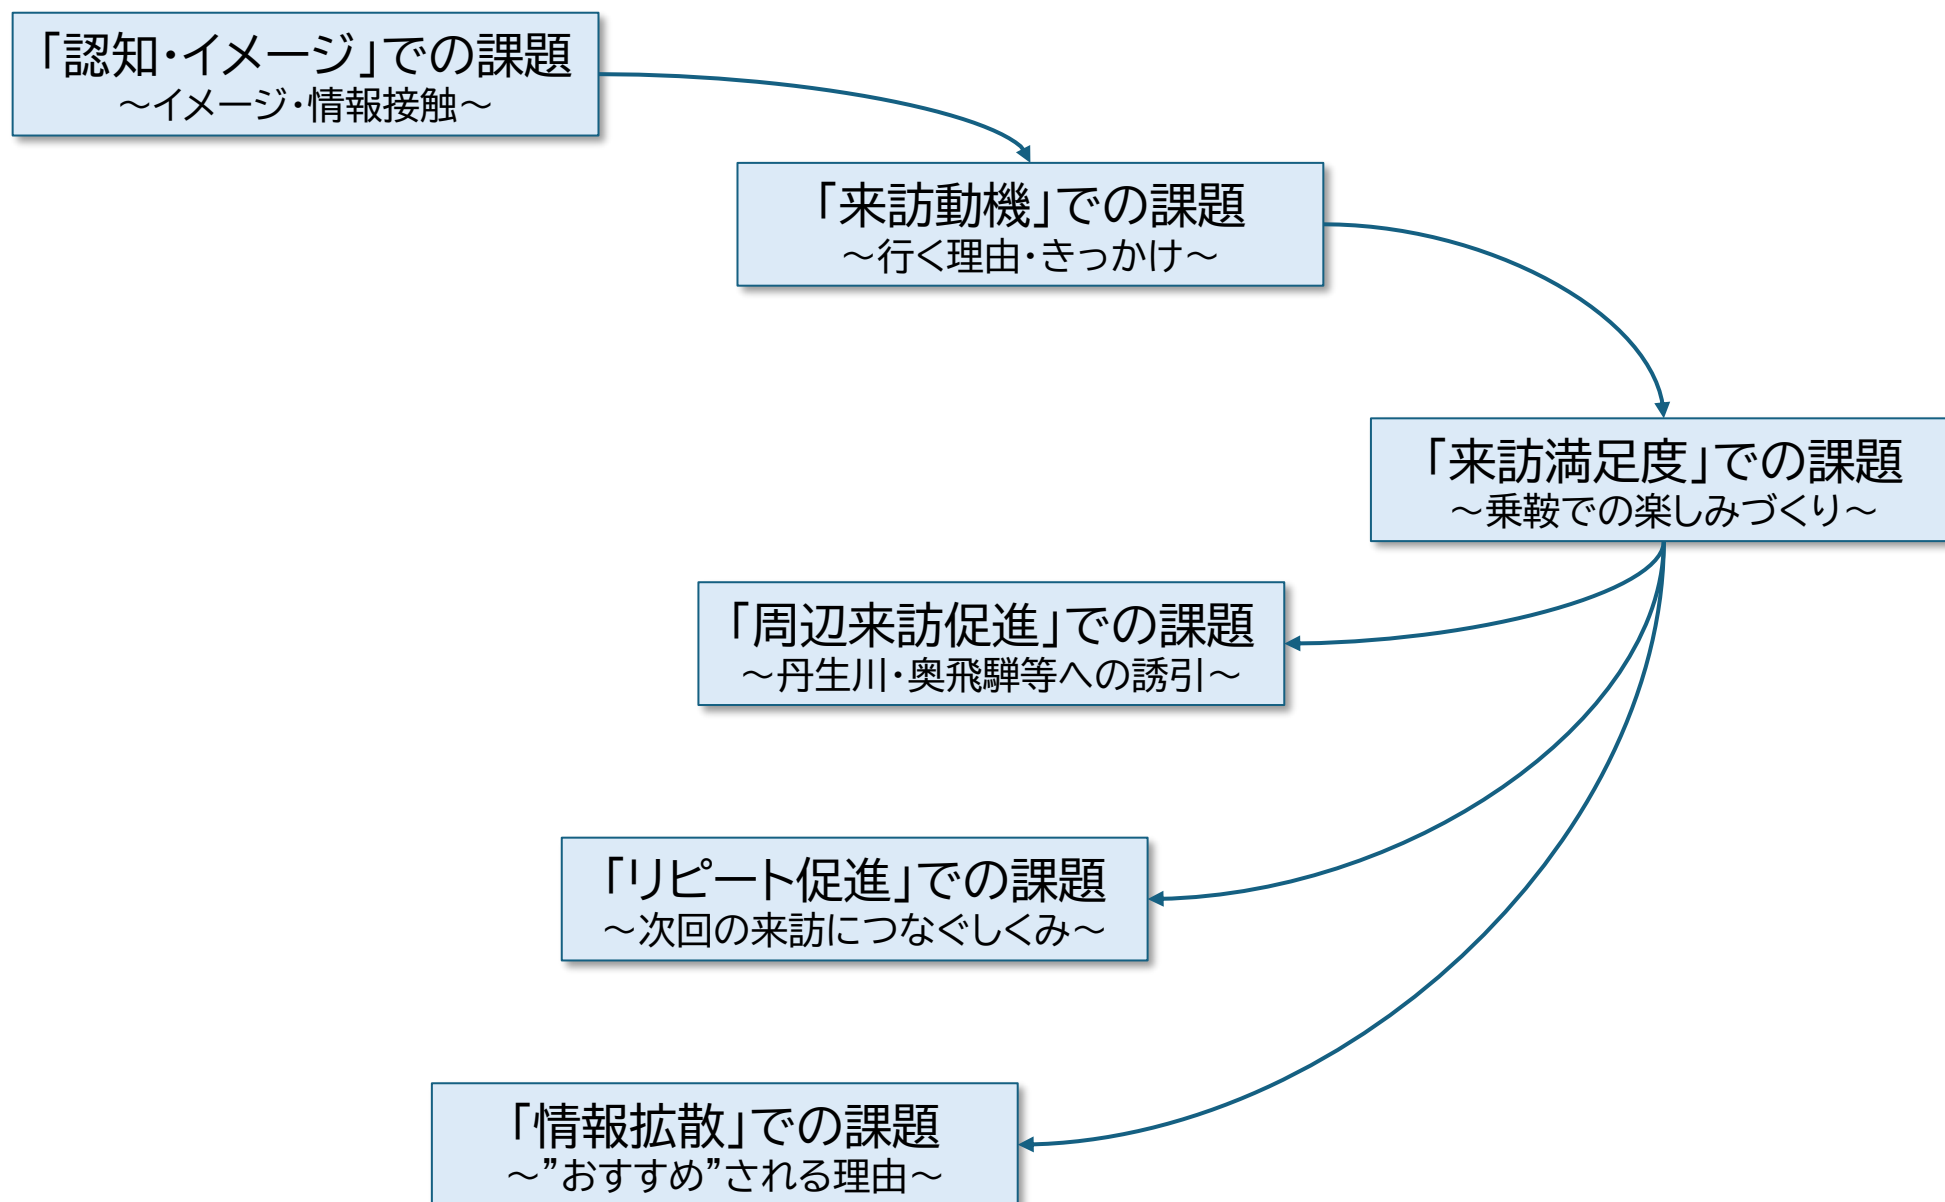 「認知・イメージ」での課題
～イメージ・情報接触～
「来訪動機」での課題
～行く理由・きっかけ～
「来訪満足度」での課題
～乗鞍での楽しみづくり～
「周辺来訪促進」での課題
～丹生川・奥飛騨等への誘引～
「リピート促進」での課題
～次回の来訪につなぐしくみ～
「情報拡散」での課題
～”おすすめ”される理由～